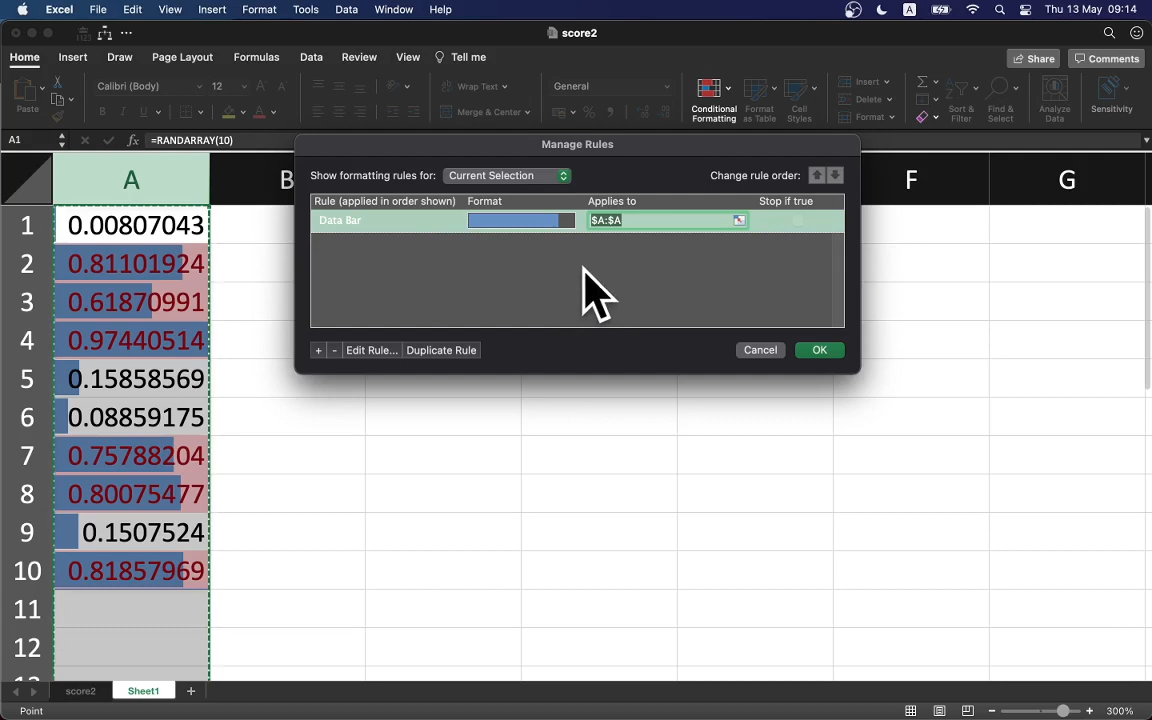 Excel File Edit View Insert Format Tools Data Window Help A Thu 13 May 09:14
score2
Home Insert Draw Page Layout Formulas Data Review View Tell me Share Comments
Paste Calibri (Body) 12 A A Wrap Text General Conditional Formatting Format as Table Cell Styles Insert Sort & Filter Find & Select Analyze Data Sensitivity
B I U A Merge & Center % Delete
Format
A1 fx =RANDARRAY(10)
Manage Rules
Show formatting rules for: Current Selection Change rule order:
Rule (applied in order shown) Format Applies to Stop if true
Data Bar $A:$A
+ - Edit Rule... Duplicate Rule Cancel OK
A B F G
1 0.00807043
2 0.81101924
3 0.61870991
4 0.97440514
5 0.15858569
6 0.08859175
7 0.75788204
8 0.80075477
9 0.1507524
10 0.81857969
11
12
score2 Sheet1 +
Point - + 300%